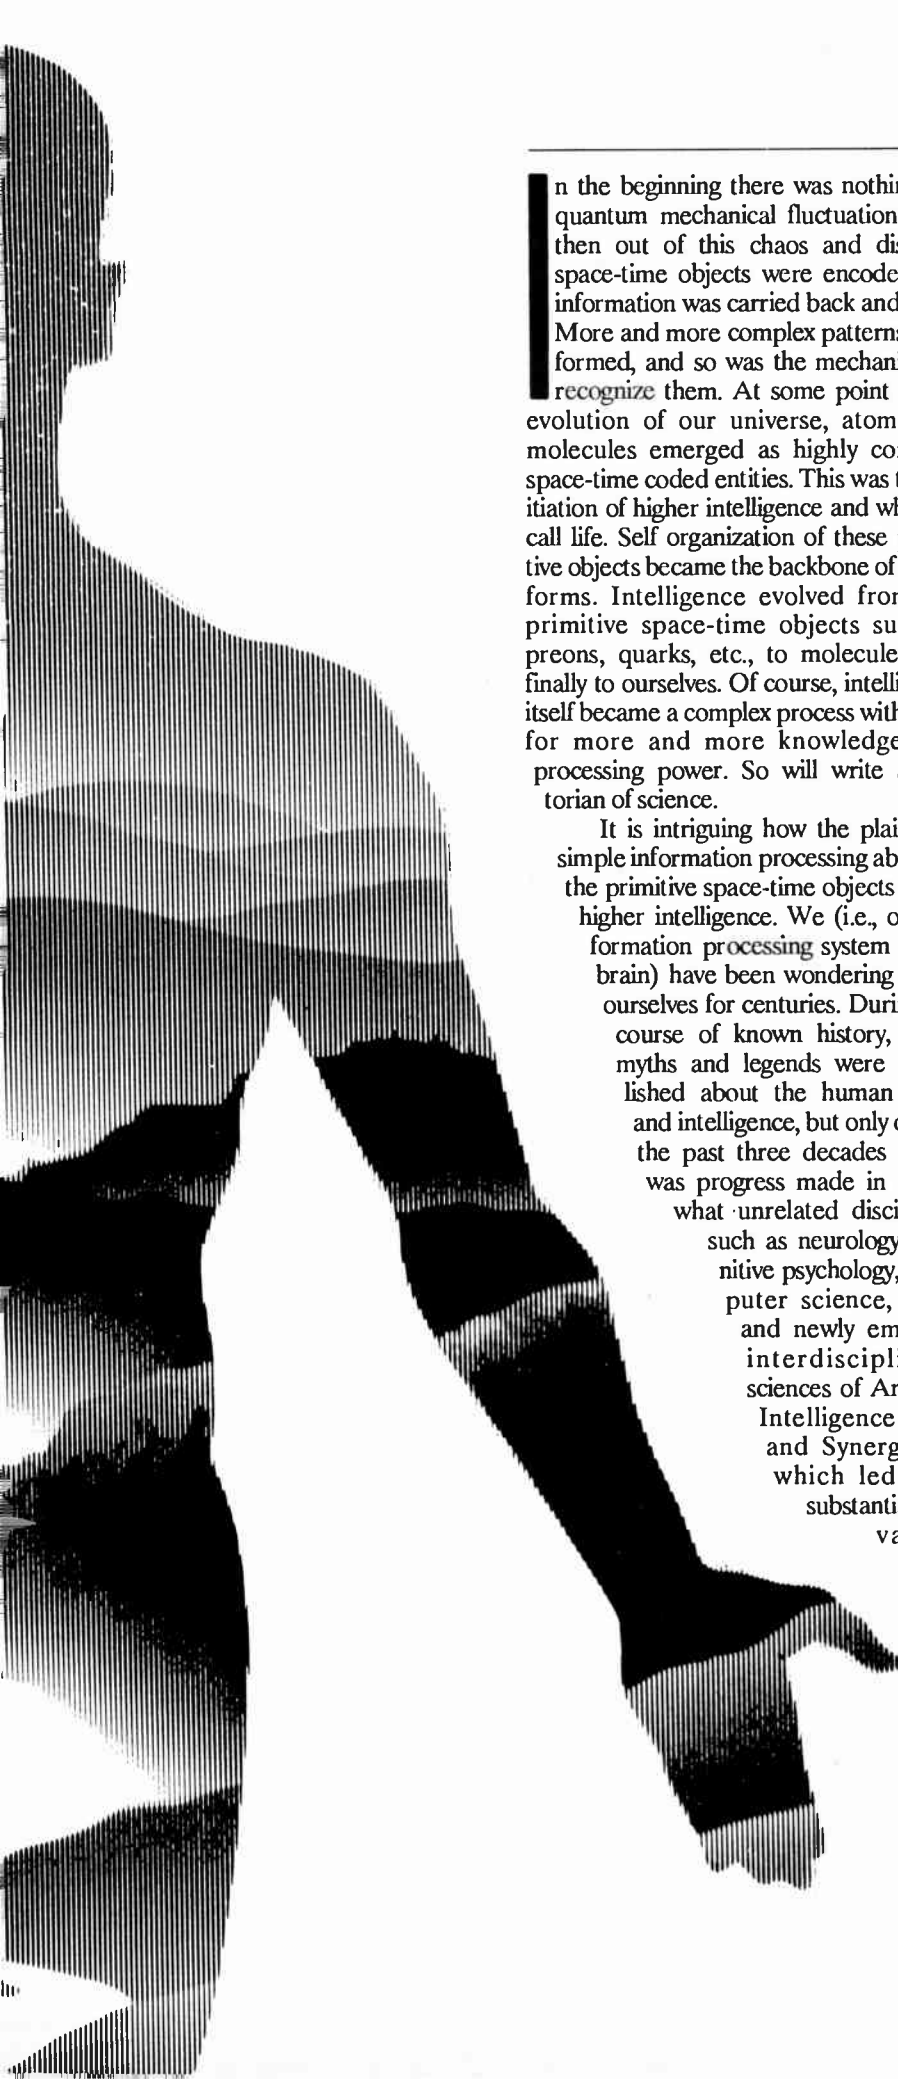 In the beginning there was nothin
quantum mechanical fluctuation
then out of this chaos and dis
space-time objects were encode
information was carried back and
More and more complex patterns
formed, and so was the mechani
recognize them. At some point
evolution of our universe, atom
molecules emerged as highly co
space-time coded entities. This was t
itiation of higher intelligence and wh
call life. Self organization of these
tive objects became the backbone of
forms. Intelligence evolved from
primitive space-time objects su
preons, quarks, etc., to molecule
finally to ourselves. Of course, intelli
itself became a complex process with
for more and more knowledge
processing power. So will write
torian of science.
It is intriguing how the plai
simple information processing ab
the primitive space-time objects
higher intelligence. We (i.e., o
formation processing system
brain) have been wondering
ourselves for centuries. Duri
course of known history,
myths and legends were
lished about the human
and intelligence, but only d
the past three decades
was progress made in
what unrelated disci
such as neurology
nitive psychology,
puter science,
and newly em
interdiscipli
sciences of Ar
Intelligence
and Synerg
which led
substanti
va